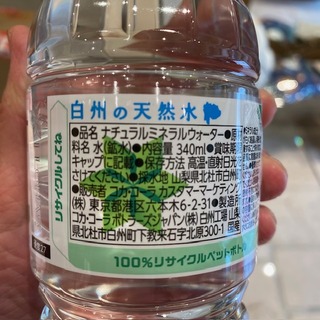 白州の天然水
●品名 ナチュラルミネラルウォーター ●原
料名 水(鉱水) ●内容量 340ml ●賞味期
キャップに記載 ●保存方法 高温・直射日光
さけてください ●採水地 山梨県北杜市白州
●販売者 コカ・コーラ カスタマーマーケティング
(株) 東京都港区六本木6-2-31 ●製造所
コカ・コーラボトラーズジャパン(株) 白州工場 山梨
県北杜市白州町下教来石字北原300-1 国産
100%リサイクルペットボトル
リサイクルしてね